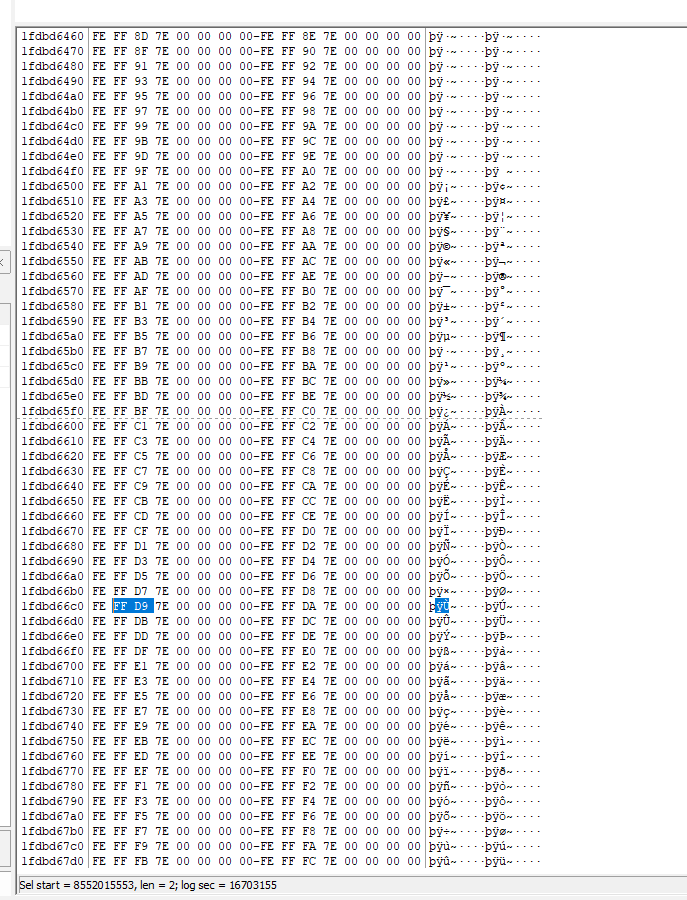 1fdbd6460 FE FF 8D 7E 00 00 00 00-FE FF 8E 7E 00 00 00 00 þÿ·~····þÿ·~····
1fdbd6470 FE FF 8F 7E 00 00 00 00-FE FF 90 7E 00 00 00 00 þÿ·~····þÿ·~····
1fdbd6480 FE FF 91 7E 00 00 00 00-FE FF 92 7E 00 00 00 00 þÿ·~····þÿ·~····
1fdbd6490 FE FF 93 7E 00 00 00 00-FE FF 94 7E 00 00 00 00 þÿ·~····þÿ·~····
1fdbd64a0 FE FF 95 7E 00 00 00 00-FE FF 96 7E 00 00 00 00 þÿ·~····þÿ·~····
1fdbd64b0 FE FF 97 7E 00 00 00 00-FE FF 98 7E 00 00 00 00 þÿ·~····þÿ·~····
1fdbd64c0 FE FF 99 7E 00 00 00 00-FE FF 9A 7E 00 00 00 00 þÿ·~····þÿ·~····
1fdbd64d0 FE FF 9B 7E 00 00 00 00-FE FF 9C 7E 00 00 00 00 þÿ·~····þÿ·~····
1fdbd64e0 FE FF 9D 7E 00 00 00 00-FE FF 9E 7E 00 00 00 00 þÿ·~····þÿ·~····
1fdbd64f0 FE FF 9F 7E 00 00 00 00-FE FF A0 7E 00 00 00 00 þÿ·~····þÿ ~····
1fdbd6500 FE FF A1 7E 00 00 00 00-FE FF A2 7E 00 00 00 00 þÿ¡~····þÿ¢~····
1fdbd6510 FE FF A3 7E 00 00 00 00-FE FF A4 7E 00 00 00 00 þÿ£~····þÿ¤~····
1fdbd6520 FE FF A5 7E 00 00 00 00-FE FF A6 7E 00 00 00 00 þÿ¥~····þÿ¦~····
1fdbd6530 FE FF A7 7E 00 00 00 00-FE FF A8 7E 00 00 00 00 þÿ§~····þÿ¨~····
1fdbd6540 FE FF A9 7E 00 00 00 00-FE FF AA 7E 00 00 00 00 þÿ©~····þÿª~····
1fdbd6550 FE FF AB 7E 00 00 00 00-FE FF AC 7E 00 00 00 00 þÿ«~····þÿ¬~····
1fdbd6560 FE FF AD 7E 00 00 00 00-FE FF AE 7E 00 00 00 00 þÿ-~····þÿ®~····
1fdbd6570 FE FF AF 7E 00 00 00 00-FE FF B0 7E 00 00 00 00 þÿ¯~····þÿ°~····
1fdbd6580 FE FF B1 7E 00 00 00 00-FE FF B2 7E 00 00 00 00 þÿ±~····þÿ²~····
1fdbd6590 FE FF B3 7E 00 00 00 00-FE FF B4 7E 00 00 00 00 þÿ³~····þÿ´~····
1fdbd65a0 FE FF B5 7E 00 00 00 00-FE FF B6 7E 00 00 00 00 þÿµ~····þÿ¶~····
1fdbd65b0 FE FF B7 7E 00 00 00 00-FE FF B8 7E 00 00 00 00 þÿ·~····þÿ¸~····
1fdbd65c0 FE FF B9 7E 00 00 00 00-FE FF BA 7E 00 00 00 00 þÿ¹~····þÿº~····
1fdbd65d0 FE FF BB 7E 00 00 00 00-FE FF BC 7E 00 00 00 00 þÿ»~····þÿ¼~····
1fdbd65e0 FE FF BD 7E 00 00 00 00-FE FF BE 7E 00 00 00 00 þÿ½~····þÿ¾~····
1fdbd65f0 FE FF BF 7E 00 00 00 00-FE FF C0 7E 00 00 00 00 þÿ¿~····þÿÀ~····
1fdbd6600 FE FF C1 7E 00 00 00 00-FE FF C2 7E 00 00 00 00 þÿÁ~····þÿÂ~····
1fdbd6610 FE FF C3 7E 00 00 00 00-FE FF C4 7E 00 00 00 00 þÿÃ~····þÿÄ~····
1fdbd6620 FE FF C5 7E 00 00 00 00-FE FF C6 7E 00 00 00 00 þÿÅ~····þÿÆ~····
1fdbd6630 FE FF C7 7E 00 00 00 00-FE FF C8 7E 00 00 00 00 þÿÇ~····þÿÈ~····
1fdbd6640 FE FF C9 7E 00 00 00 00-FE FF CA 7E 00 00 00 00 þÿÉ~····þÿÊ~····
1fdbd6650 FE FF CB 7E 00 00 00 00-FE FF CC 7E 00 00 00 00 þÿË~····þÿÌ~····
1fdbd6660 FE FF CD 7E 00 00 00 00-FE FF CE 7E 00 00 00 00 þÿÍ~····þÿÎ~····
1fdbd6670 FE FF CF 7E 00 00 00 00-FE FF D0 7E 00 00 00 00 þÿÏ~····þÿÐ~····
1fdbd6680 FE FF D1 7E 00 00 00 00-FE FF D2 7E 00 00 00 00 þÿÑ~····þÿÒ~····
1fdbd6690 FE FF D3 7E 00 00 00 00-FE FF D4 7E 00 00 00 00 þÿÓ~····þÿÔ~····
1fdbd66a0 FE FF D5 7E 00 00 00 00-FE FF D6 7E 00 00 00 00 þÿÕ~····þÿÖ~····
1fdbd66b0 FE FF D7 7E 00 00 00 00-FE FF D8 7E 00 00 00 00 þÿ×~····þÿØ~····
1fdbd66c0 FE FF D9 7E 00 00 00 00-FE FF DA 7E 00 00 00 00 þÿÙ~····þÿÚ~····
1fdbd66d0 FE FF DB 7E 00 00 00 00-FE FF DC 7E 00 00 00 00 þÿÛ~····þÿÜ~····
1fdbd66e0 FE FF DD 7E 00 00 00 00-FE FF DE 7E 00 00 00 00 þÿÝ~····þÿÞ~····
1fdbd66f0 FE FF DF 7E 00 00 00 00-FE FF E0 7E 00 00 00 00 þÿß~····þÿà~····
1fdbd6700 FE FF E1 7E 00 00 00 00-FE FF E2 7E 00 00 00 00 þÿá~····þÿâ~····
1fdbd6710 FE FF E3 7E 00 00 00 00-FE FF E4 7E 00 00 00 00 þÿã~····þÿä~····
1fdbd6720 FE FF E5 7E 00 00 00 00-FE FF E6 7E 00 00 00 00 þÿå~····þÿæ~····
1fdbd6730 FE FF E7 7E 00 00 00 00-FE FF E8 7E 00 00 00 00 þÿç~····þÿè~····
1fdbd6740 FE FF E9 7E 00 00 00 00-FE FF EA 7E 00 00 00 00 þÿé~····þÿê~····
1fdbd6750 FE FF EB 7E 00 00 00 00-FE FF EC 7E 00 00 00 00 þÿë~····þÿì~····
1fdbd6760 FE FF ED 7E 00 00 00 00-FE FF EE 7E 00 00 00 00 þÿí~····þÿî~····
1fdbd6770 FE FF EF 7E 00 00 00 00-FE FF F0 7E 00 00 00 00 þÿï~····þÿð~····
1fdbd6780 FE FF F1 7E 00 00 00 00-FE FF F2 7E 00 00 00 00 þÿñ~····þÿò~····
1fdbd6790 FE FF F3 7E 00 00 00 00-FE FF F4 7E 00 00 00 00 þÿó~····þÿô~····
1fdbd67a0 FE FF F5 7E 00 00 00 00-FE FF F6 7E 00 00 00 00 þÿõ~····þÿö~····
1fdbd67b0 FE FF F7 7E 00 00 00 00-FE FF F8 7E 00 00 00 00 þÿ÷~····þÿø~····
1fdbd67c0 FE FF F9 7E 00 00 00 00-FE FF FA 7E 00 00 00 00 þÿù~····þÿú~····
1fdbd67d0 FE FF FB 7E 00 00 00 00-FE FF FC 7E 00 00 00 00 þÿû~····þÿü~····
Sel start = 8552015553, len = 2; log sec = 16703155